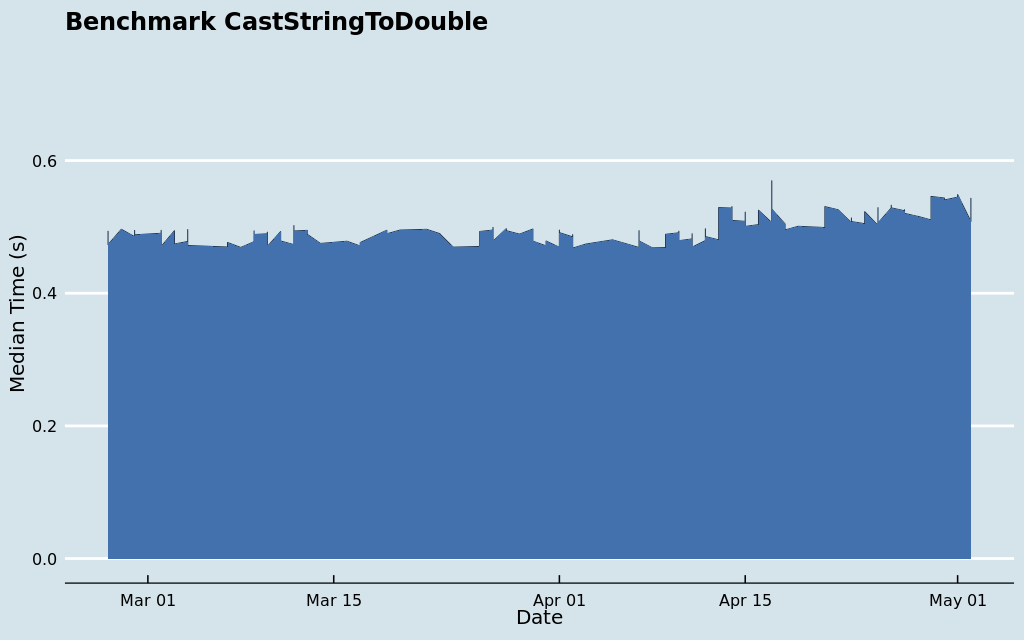 Benchmark CastStringToDouble
0.6
0.4
0.2
0.0
Median Time (s)
Mar 01 Mar 15 Apr 01 Apr 15 May 01
Date